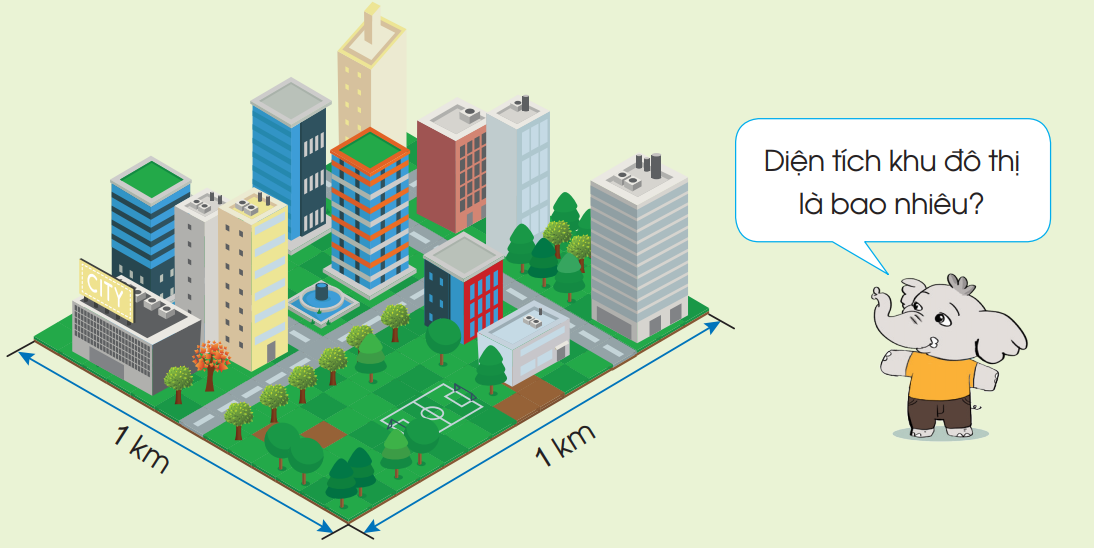 Diện tích khu đô thị
là bao nhiêu?
CITY
1 km
1 km